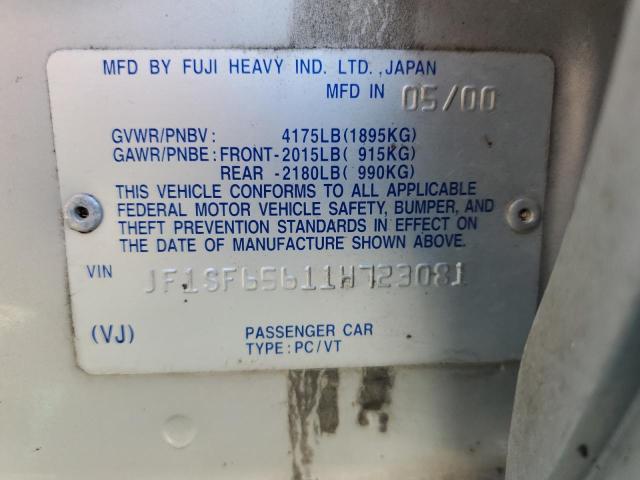 MFD BY FUJI HEAVY IND. LTD., JAPAN
MFD IN 05/00
GVWR/PNBV: 4175LB(1895KG)
GAWR/PNBE: FRONT-2015LB( 915KG)
REAR -2180LB( 990KG)
THIS VEHICLE CONFORMS TO ALL APPLICABLE
FEDERAL MOTOR VEHICLE SAFETY, BUMPER, AND
THEFT PREVENTION STANDARDS IN EFFECT ON
THE DATE OF MANUFACTURE SHOWN ABOVE.
VIN JF1SF65611H723081
(VJ) PASSENGER CAR
TYPE: PC/VT